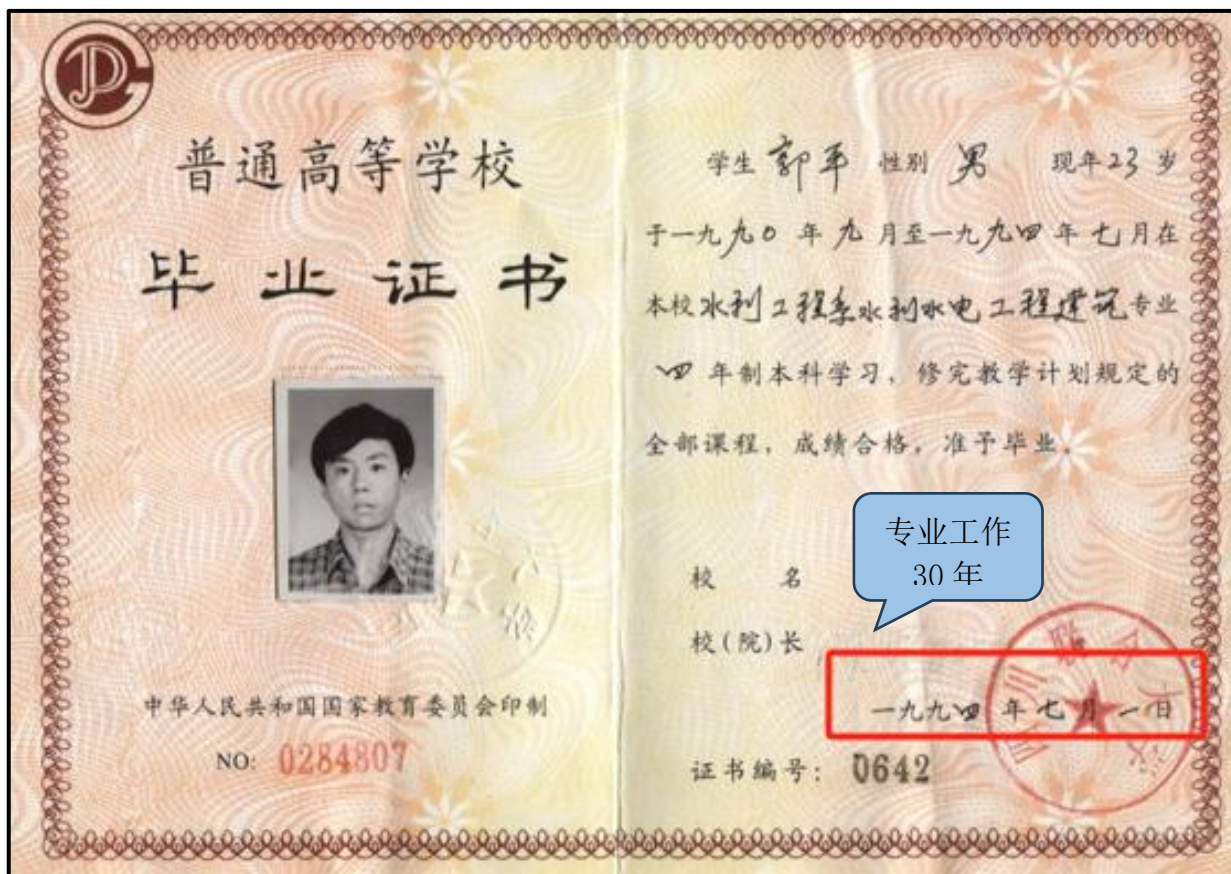 普通高等学校
毕业证书
中华人民共和国国家教育委员会印制
NO: 0284807
学生 郭平 性别 男 现年23岁
于一九九0年九月至一九九四年七月在
本校水利工程系水利水电工程建筑专业
四年制本科学习，修完教学计划规定的
全部课程，成绩合格，准予毕业。
专业工作
30年
校 名
校(院)长
一九九四年七月一日
证书编号： 0642
四川联合大学